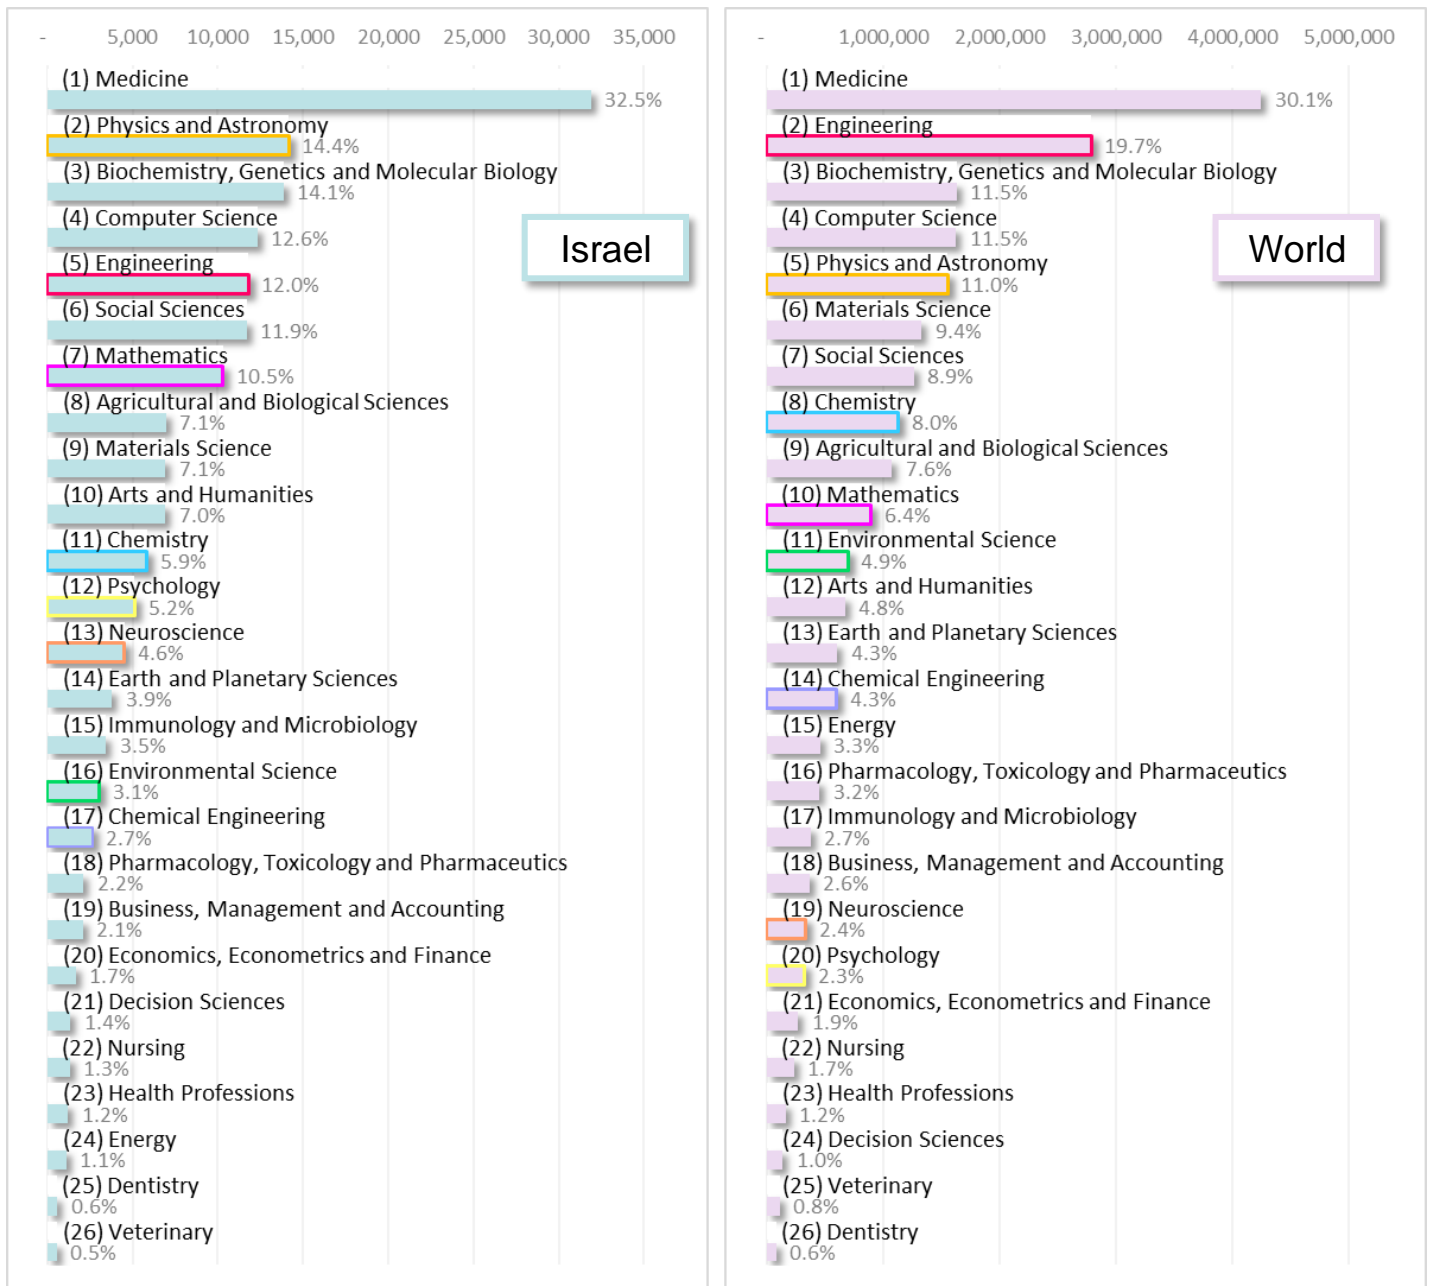 - 5,000 10,000 15,000 20,000 25,000 30,000 35,000
(1) Medicine
32.5%
(2) Physics and Astronomy
14.4%
(3) Biochemistry, Genetics and Molecular Biology
14.1%
(4) Computer Science
12.6%
Israel
(5) Engineering
12.0%
(6) Social Sciences
11.9%
(7) Mathematics
10.5%
(8) Agricultural and Biological Sciences
7.1%
(9) Materials Science
7.1%
(10) Arts and Humanities
7.0%
(11) Chemistry
5.9%
(12) Psychology
5.2%
(13) Neuroscience
4.6%
(14) Earth and Planetary Sciences
3.9%
(15) Immunology and Microbiology
3.5%
(16) Environmental Science
3.1%
(17) Chemical Engineering
2.7%
(18) Pharmacology, Toxicology and Pharmaceutics
2.2%
(19) Business, Management and Accounting
2.1%
(20) Economics, Econometrics and Finance
1.7%
(21) Decision Sciences
1.4%
(22) Nursing
1.3%
(23) Health Professions
1.2%
(24) Energy
1.1%
(25) Dentistry
0.6%
(26) Veterinary
0.5%
- 1,000,000 2,000,000 3,000,000 4,000,000 5,000,000
(1) Medicine
30.1%
(2) Engineering
19.7%
(3) Biochemistry, Genetics and Molecular Biology
11.5%
(4) Computer Science
11.5%
World
(5) Physics and Astronomy
11.0%
(6) Materials Science
9.4%
(7) Social Sciences
8.9%
(8) Chemistry
8.0%
(9) Agricultural and Biological Sciences
7.6%
(10) Mathematics
6.4%
(11) Environmental Science
4.9%
(12) Arts and Humanities
4.8%
(13) Earth and Planetary Sciences
4.3%
(14) Chemical Engineering
4.3%
(15) Energy
3.3%
(16) Pharmacology, Toxicology and Pharmaceutics
3.2%
(17) Immunology and Microbiology
2.7%
(18) Business, Management and Accounting
2.6%
(19) Neuroscience
2.4%
(20) Psychology
2.3%
(21) Economics, Econometrics and Finance
1.9%
(22) Nursing
1.7%
(23) Health Professions
1.2%
(24) Decision Sciences
1.0%
(25) Veterinary
0.8%
(26) Dentistry
0.6%